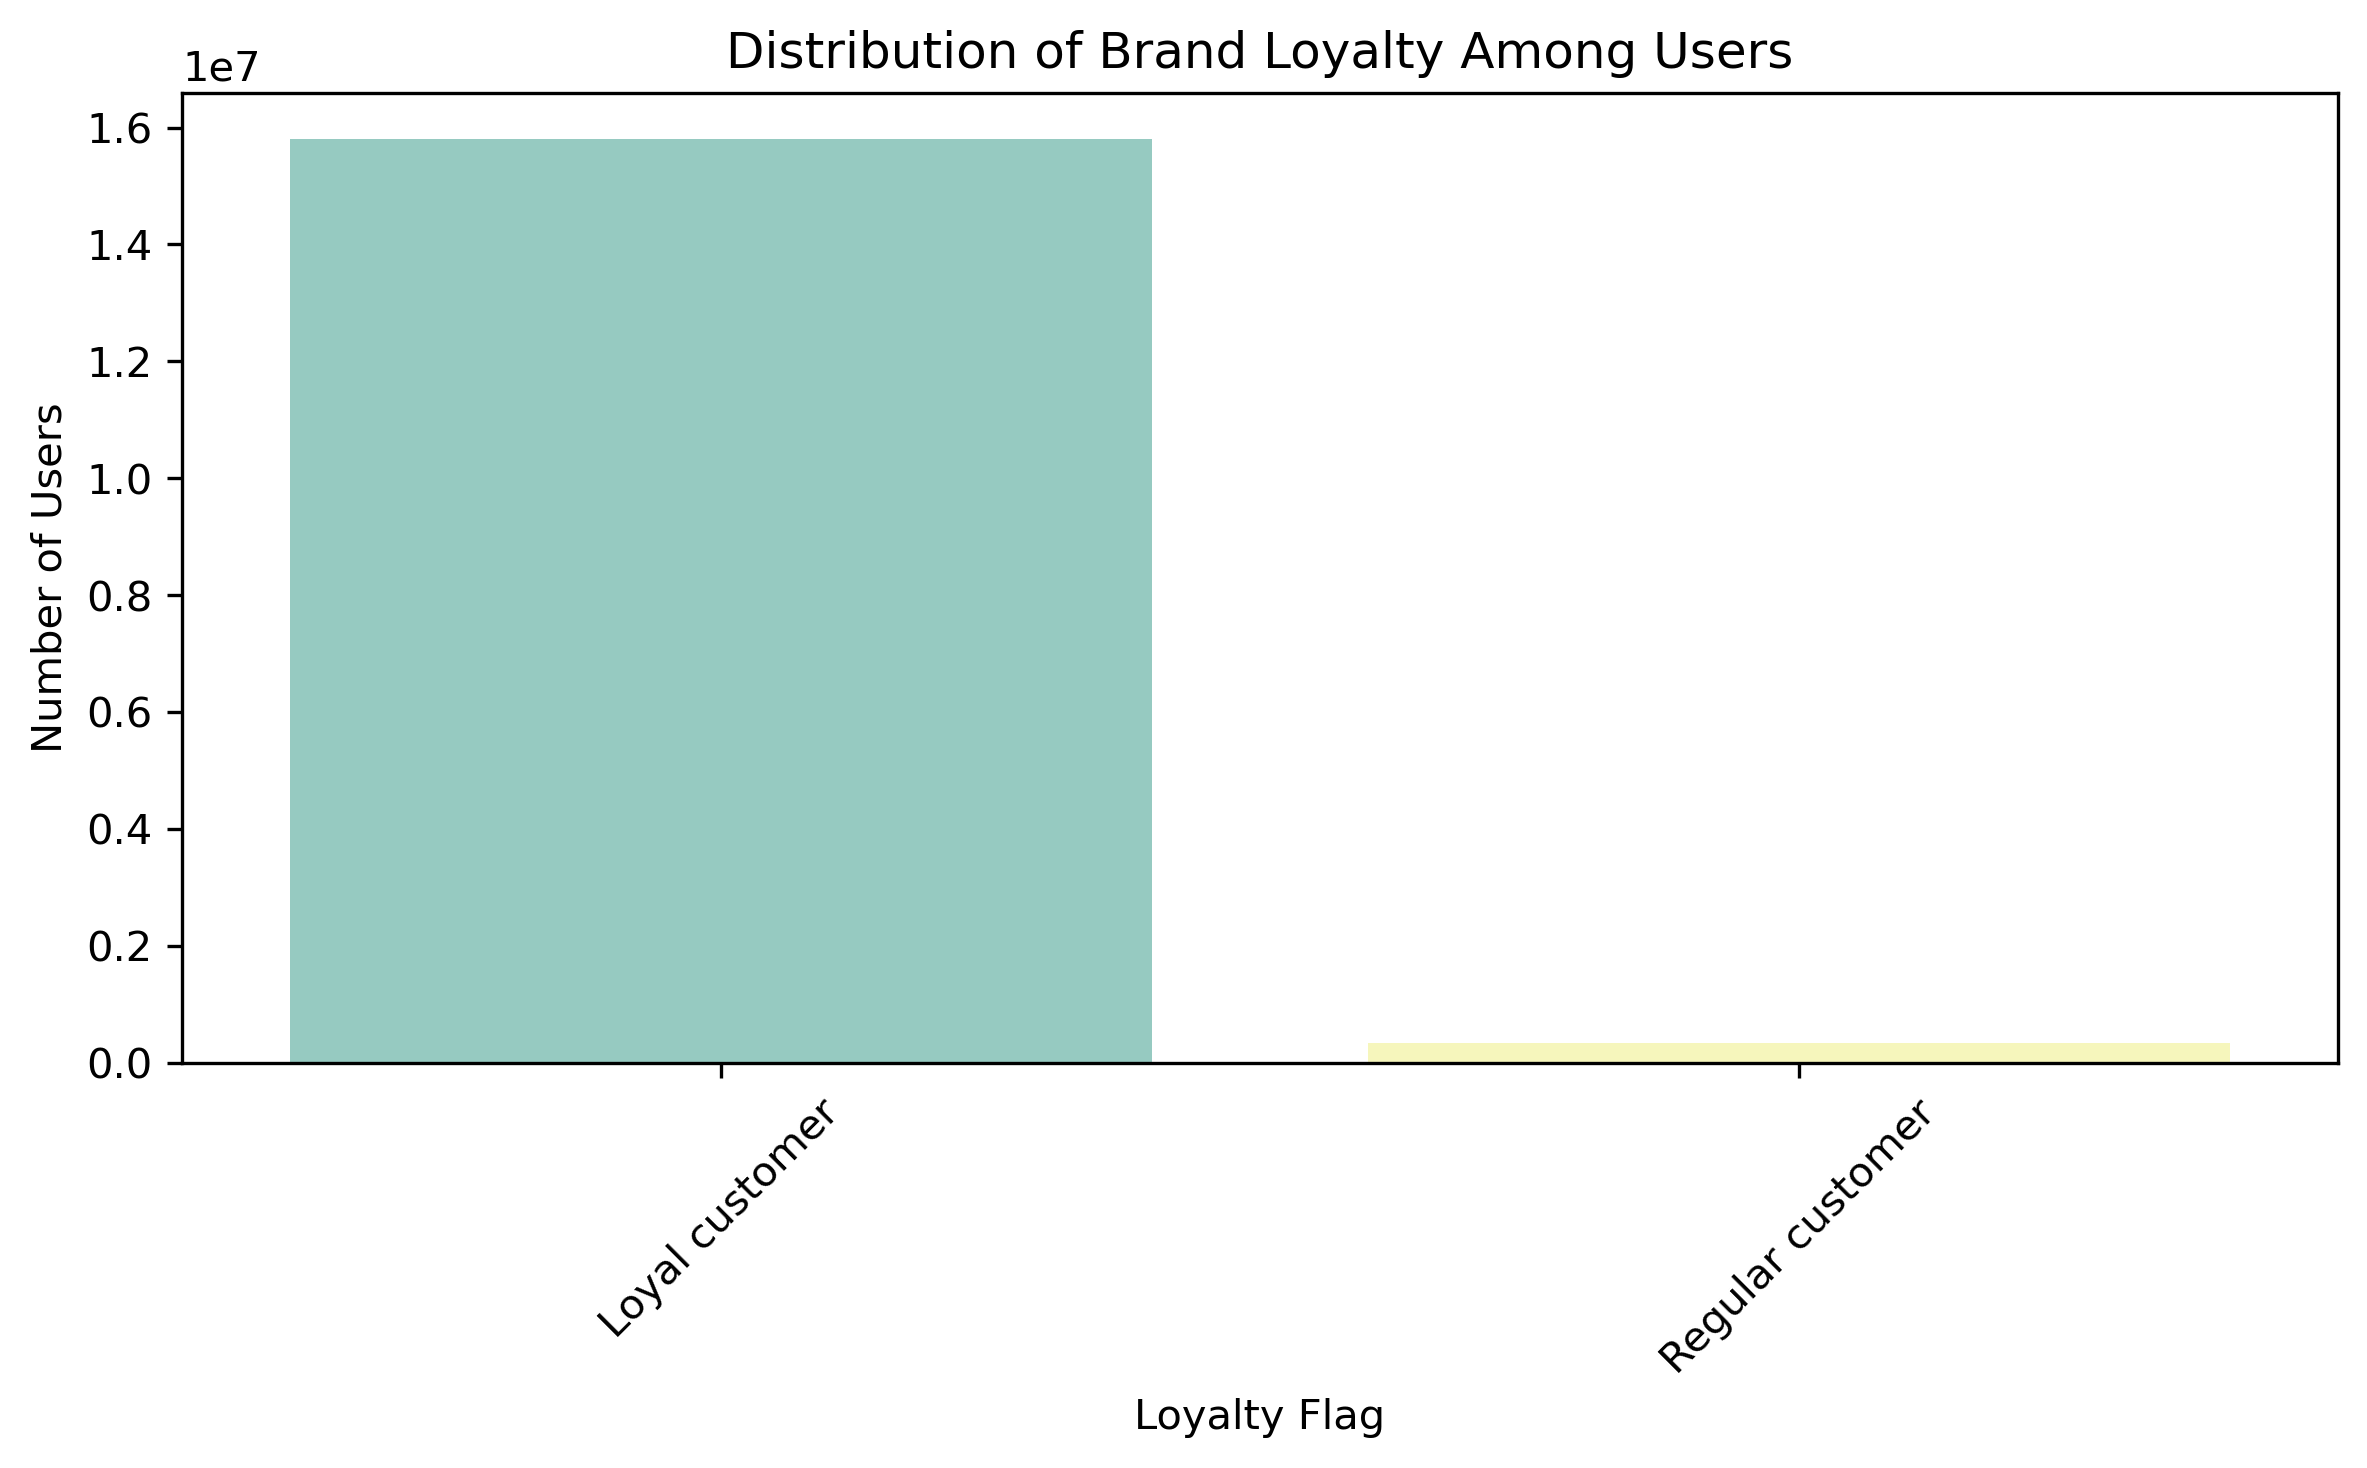 Distribution of Brand Loyalty Among Users
1e7
1.6
1.4
1.2
1.0
0.8
0.6
0.4
0.2
0.0
Number of Users
Loyal customer
Regular customer
Loyalty Flag